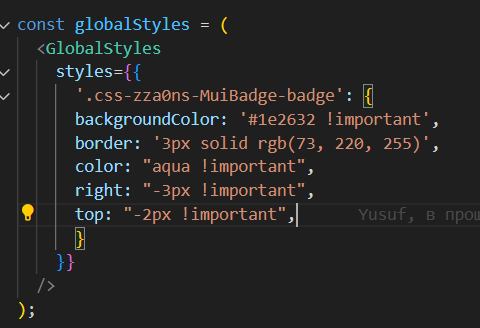 const globalStyles = (
<GlobalStyles
styles={{
'.css-zza0ns-MuiBadge-badge': {
backgroundColor: '#1e2632 !important',
border: '3px solid rgb(73, 220, 255)',
color: "aqua !important",
right: "-3px !important",
top: "-2px !important", Yusuf, в прош
}
}}
/>
);